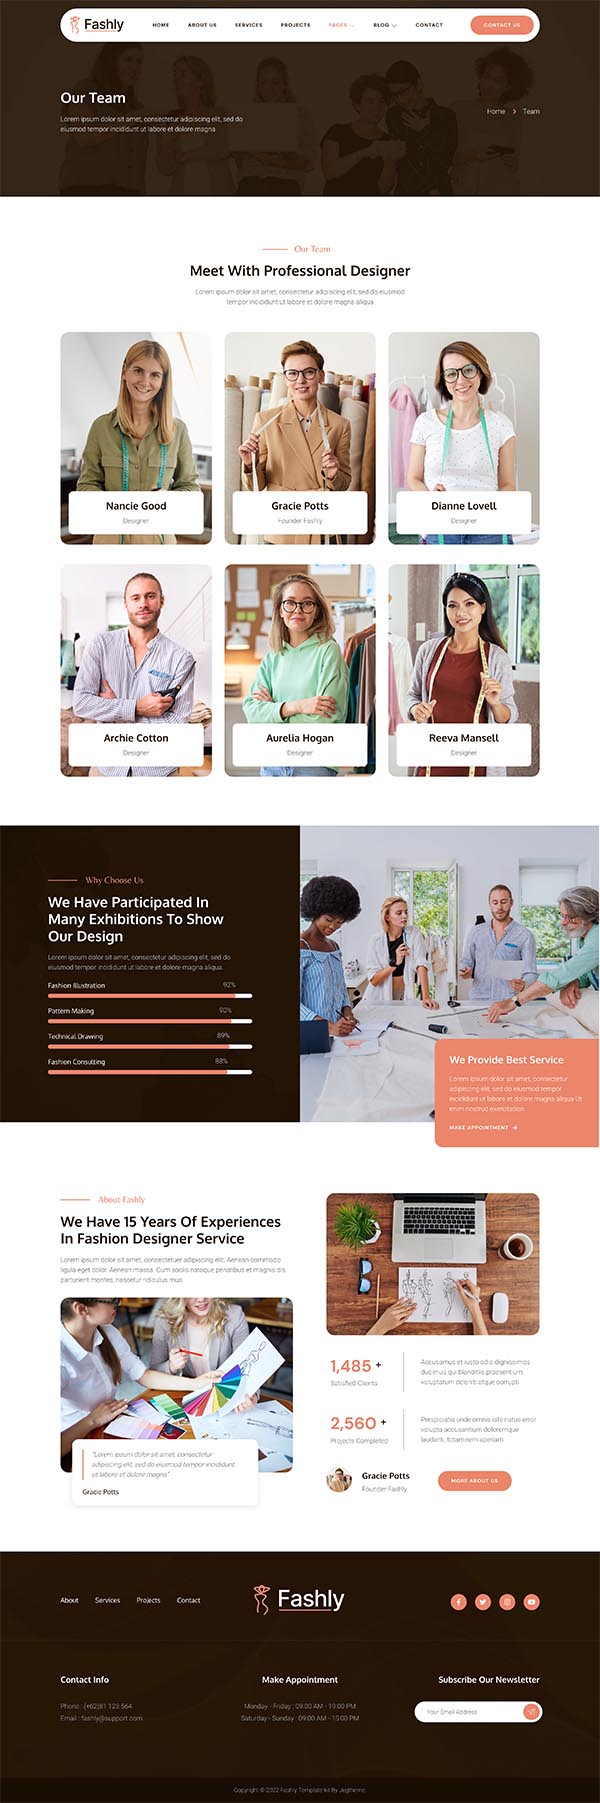 Fashly
HOME ABOUT US SERVICES PROJECTS PAGES BLOG CONTACT CONTACT US
Our Team
Lorem ipsum dolor sit amet, consectetur adipiscing elit, sed do
eiusmod tempor incididunt ut labore et dolore magna
Home > Team
Our Team
Meet With Professional Designer
Lorem ipsum dolor sit amet, consectetur adipiscing elit, sed do eiusmod
tempor incididunt ut labore et dolore magna aliqua
Nancie Good
Designer
Gracie Potts
Founder Fashly
Dianne Lovell
Designer
Archie Cotton
Designer
Aurelia Hogan
Designer
Reeva Mansell
Designer
Why Choose Us
We Have Participated In
Many Exhibitions To Show
Our Design
Lorem ipsum dolor sit amet, consectetur adipiscing elit, sed do
eiusmod tempor incididunt ut labore et dolore magna aliqua.
Fashion Illustration 92%
Pattern Making 90%
Technical Drawing 89%
Fashion Consulting 88%
We Provide Best Service
Lorem ipsum dolor sit amet, consectetur
adipiscing elit, sed do eiusmod tempor
incididunt ut labore et dolore magna aliqua Ut
enim nostrud exercitation
MAKE APPOINTMENT →
About Fashly
We Have 15 Years Of Experiences
In Fashion Designer Service
Lorem ipsum dolor sit amet, consectetuer adipiscing elit. Aenean commodo
ligula eget dolor. Aenean massa. Cum sociis natoque penatibus et magnis dis
parturient montes, nascetur ridiculus mus.
"Lorem ipsum dolor sit amet, consectetur
adipiscing elit, sed do eiusmod tempor incididunt
ut labore et dolore magna"
Gracie Potts
1,485 +
Satisfied Clients
Accusamus et iusto odio dignissimos
ducimus qui blanditiis praesentium
voluptatum deleniti atque corrupti
2,560 +
Projects Completed
Perspiciatis unde omnis iste natus error
volupta accusantium doloremque
laudanti, totam rem aperiam
Gracie Potts
Founder Fashly
MORE ABOUT US
About Services Projects Contact
Fashly
Contact Info
Phone : (+62)81 123 564
Email : fashly@support.com
Make Appointment
Monday - Friday : 09:00 AM - 19:00 PM
Saturday - Sunday : 09:00 AM - 15:00 PM
Subscribe Our Newsletter
Your Email Address
Copyright © 2022 Fashly Template kit By Jegtheme.